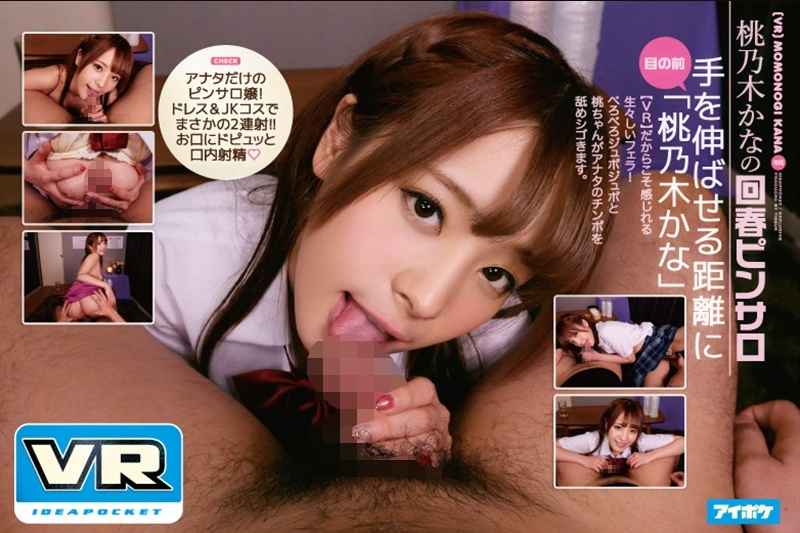 CHECK
アナタだけの
ピンサロ嬢！
ドレス&JKコスで
まさかの2連射!!
お口にドピュッと
口内射精♡
【VR】MOMONOGI KANA
桃乃木かなの回春ピンサロ
手を伸ばせる距離に
目の前
「桃乃木かな」
【VR】だからこそ感じれる
生々しいフェラー！
べろべろジュポジュポと
桃ちゃんがアナタのチンポを
舐めシゴきます。
VR
IDEAPOCKET
アイポケ